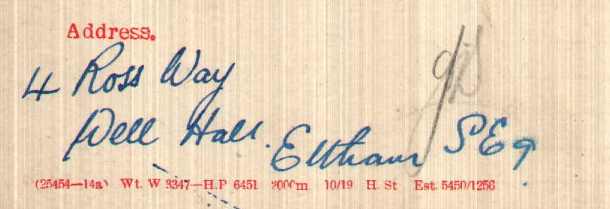 Address.
4 Ross Way
Well Hall. Eltham S E 9.
(25454—14a) Wt. W 3347—H.P 6451 2000m 10/19 H. St Est. 5450/1256